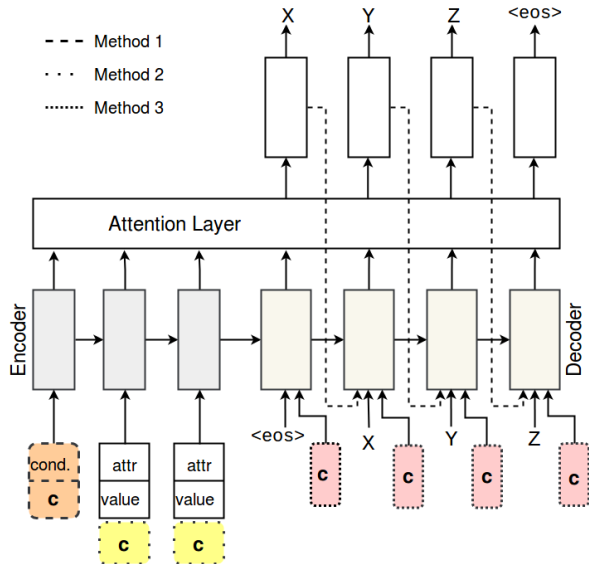 X Y Z <eos>
Method 1
Method 2
Method 3
Attention Layer
Encoder
Decoder
<eos> X Y Z
cond. attr attr
c c c c
c value value
c c